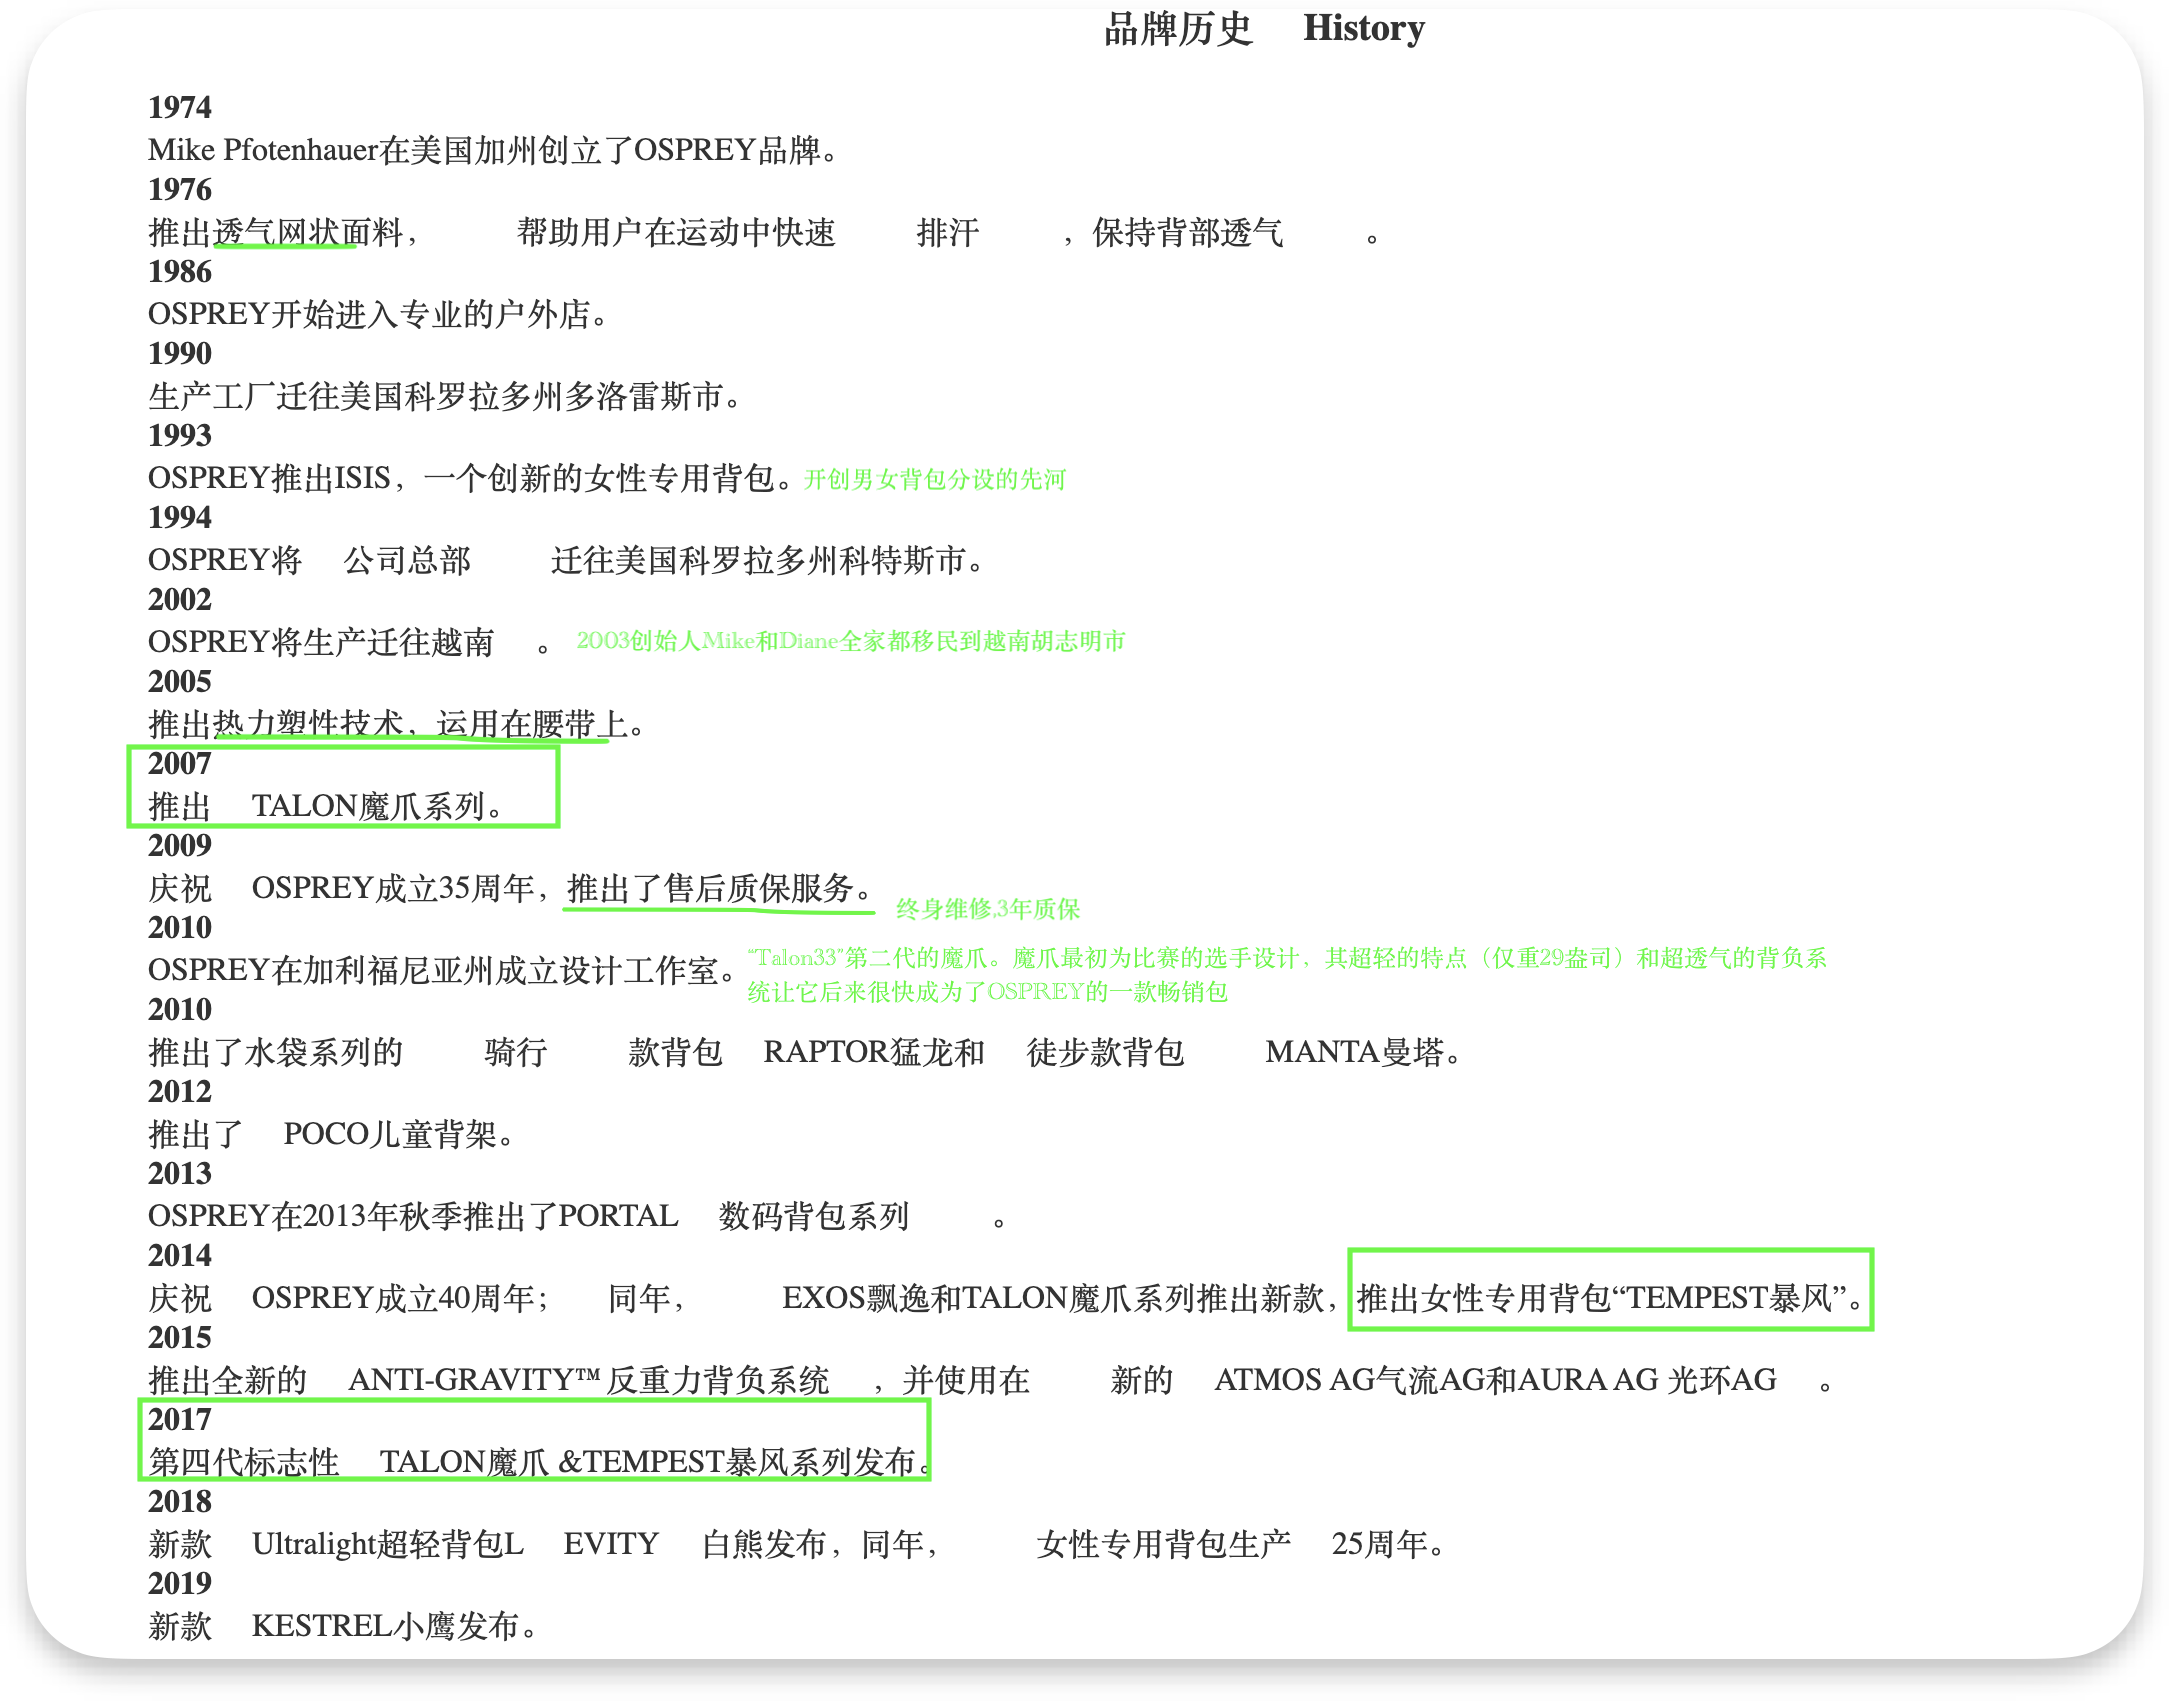 品牌历史 History
1974
Mike Pfotenhauer在美国加州创立了OSPREY品牌。
1976
推出透气网状面料， 帮助用户在运动中快速 排汗 ，保持背部透气 。
1986
OSPREY开始进入专业的户外店。
1990
生产工厂迁往美国科罗拉多州多洛雷斯市。
1993
OSPREY推出ISIS，一个创新的女性专用背包。开创男女背包分设的先河
1994
OSPREY将 公司总部 迁往美国科罗拉多州科特斯市。
2002
OSPREY将生产迁往越南 。 2003创始人Mike和Diane全家都移民到越南胡志明市
2005
推出热力塑性技术，运用在腰带上。
2007
推出 TALON魔爪系列。
2009
庆祝 OSPREY成立35周年，推出了售后质保服务。
终身维修,3年质保
2010
OSPREY在加利福尼亚州成立设计工作室。
“Talon33”第二代的魔爪。魔爪最初为比赛的选手设计，其超轻的特点（仅重29盎司）和超透气的背负系
统让它后来很快成为了OSPREY的一款畅销包
2010
推出了水袋系列的 骑行 款背包 RAPTOR猛龙和 徒步款背包 MANTA曼塔。
2012
推出了 POCO儿童背架。
2013
OSPREY在2013年秋季推出了PORTAL 数码背包系列 。
2014
庆祝 OSPREY成立40周年； 同年， EXOS飘逸和TALON魔爪系列推出新款，推出女性专用背包“TEMPEST暴风”。
2015
推出全新的 ANTI-GRAVITY™反重力背负系统 ，并使用在 新的 ATMOS AG气流AG和AURA AG 光环AG 。
2017
第四代标志性 TALON魔爪 &TEMPEST暴风系列发布。
2018
新款 Ultralight超轻背包L EVITY 白熊发布，同年， 女性专用背包生产 25周年。
2019
新款 KESTREL小鹰发布。